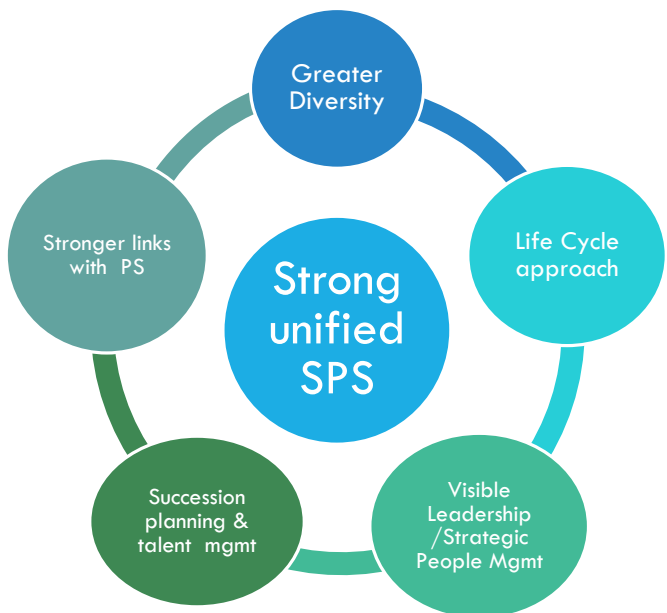 Greater
Diversity
Life Cycle
approach
Visible
Leadership
/Strategic
People Mgmt
Succession
planning &
talent mgmt
Stronger links
with PS
Strong
unified
SPS